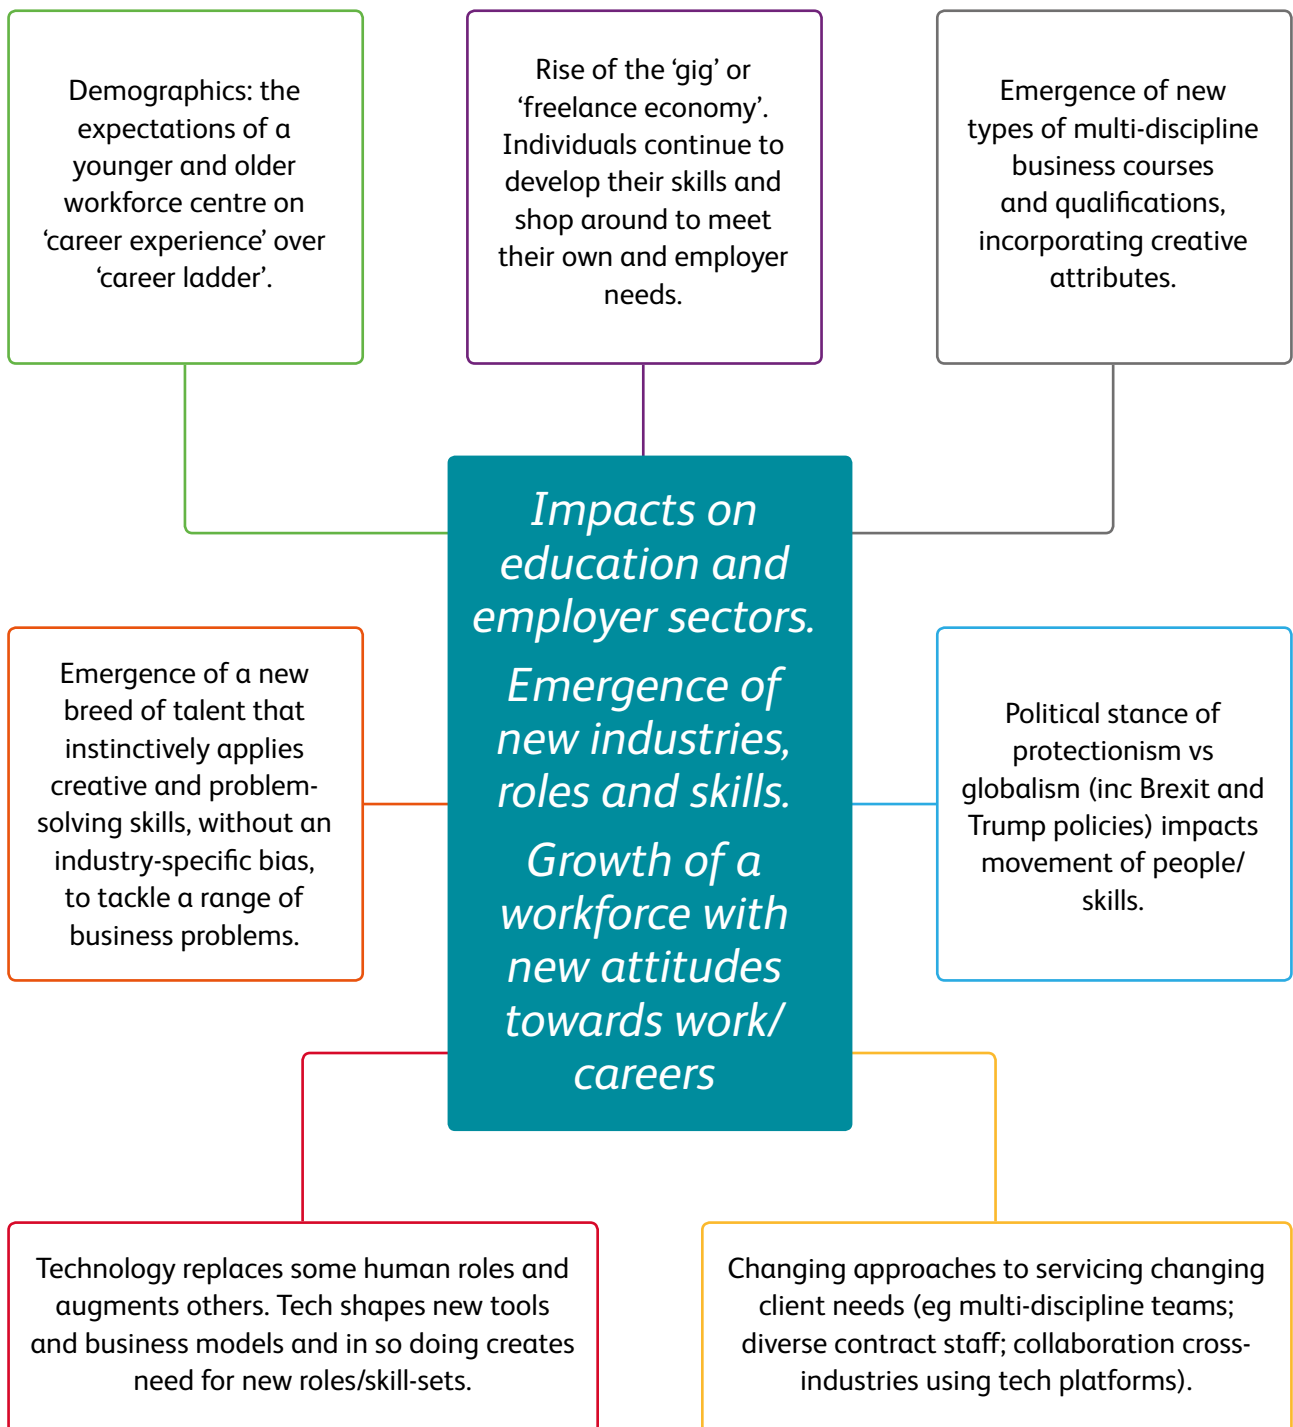 Demographics: the
expectations of a
younger and older
workforce centre on
‘career experience’ over
‘career ladder’.
Rise of the ‘gig’ or
‘freelance economy’.
Individuals continue to
develop their skills and
shop around to meet
their own and employer
needs.
Emergence of new
types of multi-discipline
business courses
and qualifications,
incorporating creative
attributes.
Impacts on
education and
employer sectors.
Emergence of
new industries,
roles and skills.
Growth of a
workforce with
new attitudes
towards work/
careers
Emergence of a new
breed of talent that
instinctively applies
creative and problem-
solving skills, without an
industry-specific bias,
to tackle a range of
business problems.
Political stance of
protectionism vs
globalism (inc Brexit and
Trump policies) impacts
movement of people/
skills.
Technology replaces some human roles and
augments others. Tech shapes new tools
and business models and in so doing creates
need for new roles/skill-sets.
Changing approaches to servicing changing
client needs (eg multi-discipline teams;
diverse contract staff; collaboration cross-
industries using tech platforms).